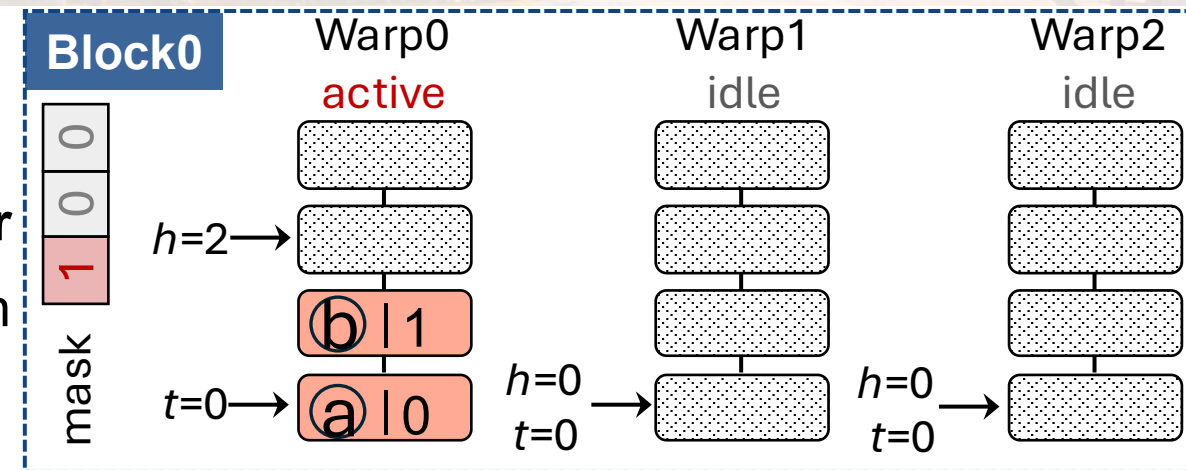 Block0
Warp0
Warp1
Warp2
active
idle
idle
0
0
1
mask
r
n
h=2
b | 1
t=0
a | 0
h=0
t=0
h=0
t=0